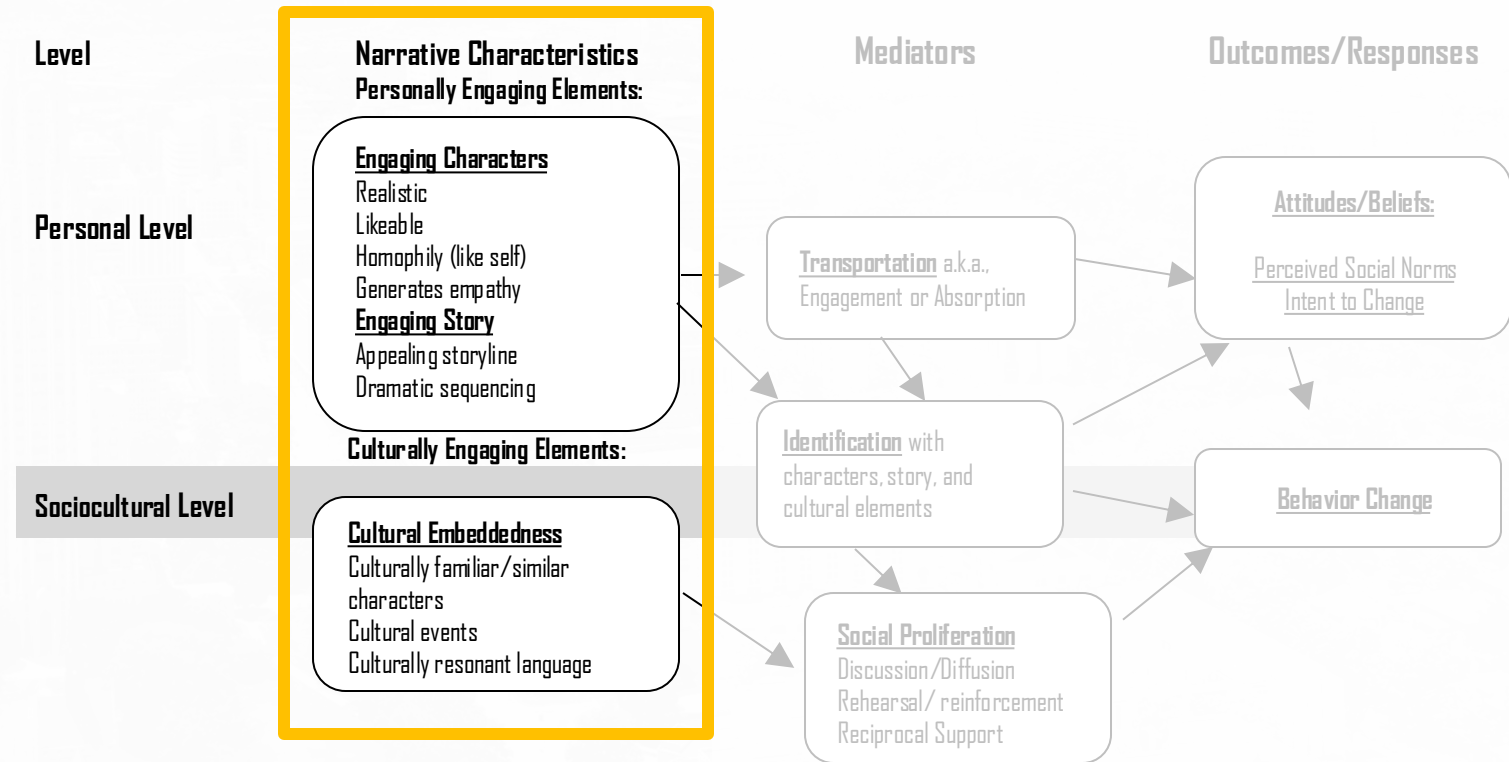 Level
Narrative Characteristics
Personally Engaging Elements:
Mediators
Outcomes/Responses
Personal Level
Engaging Characters
Realistic
Likeable
Homophily (like self)
Generates empathy
Engaging Story
Appealing storyline
Dramatic sequencing
Transportation a.k.a.,
Engagement or Absorption
Attitudes/Beliefs:
Perceived Social Norms
Intent to Change
Culturally Engaging Elements:
Sociocultural Level
Identification with
characters, story, and
cultural elements
Behavior Change
Cultural Embeddedness
Culturally familiar/similar
characters
Cultural events
Culturally resonant language
Social Proliferation
Discussion/Diffusion
Rehearsal/ reinforcement
Reciprocal Support